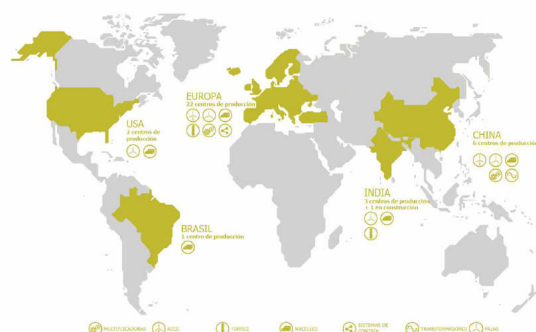 EUROPA
22 centros de producción
USA
2 centros de
producción
CHINA
6 centros de producción
INDIA
3 centros de producción
+ 1 en construcción
BRASIL
1 centro de producción
MULTIPLICADORAS
TORRES
NACELLES
SISTEMAS DE
CONTROL
TRANSFORMADORES
PALAS